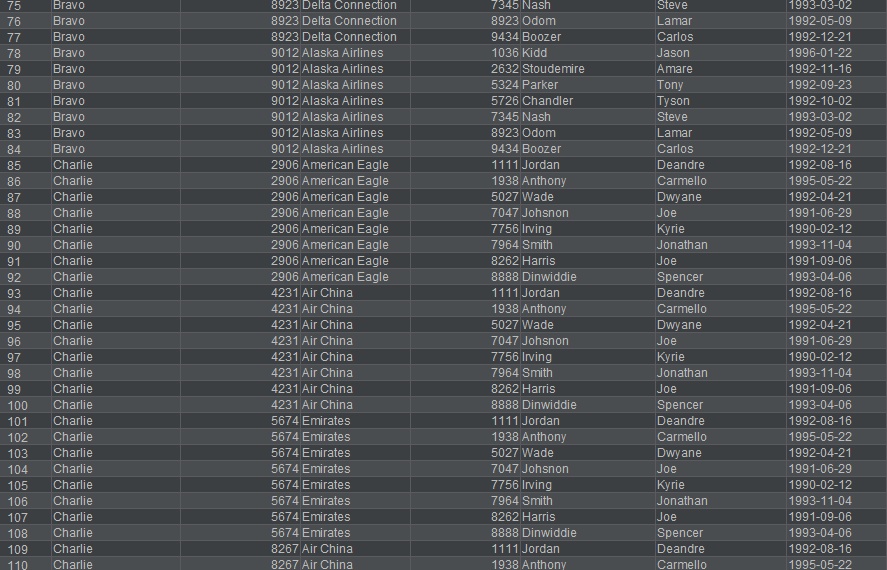 75 Bravo 8923 Delta Connection 7345 Nash Steve 1993-03-02
76 Bravo 8923 Delta Connection 8923 Odom Lamar 1992-05-09
77 Bravo 8923 Delta Connection 9434 Boozer Carlos 1992-12-21
78 Bravo 9012 Alaska Airlines 1036 Kidd Jason 1996-01-22
79 Bravo 9012 Alaska Airlines 2632 Stoudemire Amare 1992-11-16
80 Bravo 9012 Alaska Airlines 5324 Parker Tony 1992-09-23
81 Bravo 9012 Alaska Airlines 5726 Chandler Tyson 1992-10-02
82 Bravo 9012 Alaska Airlines 7345 Nash Steve 1993-03-02
83 Bravo 9012 Alaska Airlines 8923 Odom Lamar 1992-05-09
84 Bravo 9012 Alaska Airlines 9434 Boozer Carlos 1992-12-21
85 Charlie 2906 American Eagle 1111 Jordan Deandre 1992-08-16
86 Charlie 2906 American Eagle 1938 Anthony Carmello 1995-05-22
87 Charlie 2906 American Eagle 5027 Wade Dwyane 1992-04-21
88 Charlie 2906 American Eagle 7047 Johsnon Joe 1991-06-29
89 Charlie 2906 American Eagle 7756 Irving Kyrie 1990-02-12
90 Charlie 2906 American Eagle 7964 Smith Jonathan 1993-11-04
91 Charlie 2906 American Eagle 8262 Harris Joe 1991-09-06
92 Charlie 2906 American Eagle 8888 Dinwiddie Spencer 1993-04-06
93 Charlie 4231 Air China 1111 Jordan Deandre 1992-08-16
94 Charlie 4231 Air China 1938 Anthony Carmello 1995-05-22
95 Charlie 4231 Air China 5027 Wade Dwyane 1992-04-21
96 Charlie 4231 Air China 7047 Johsnon Joe 1991-06-29
97 Charlie 4231 Air China 7756 Irving Kyrie 1990-02-12
98 Charlie 4231 Air China 7964 Smith Jonathan 1993-11-04
99 Charlie 4231 Air China 8262 Harris Joe 1991-09-06
100 Charlie 4231 Air China 8888 Dinwiddie Spencer 1993-04-06
101 Charlie 5674 Emirates 1111 Jordan Deandre 1992-08-16
102 Charlie 5674 Emirates 1938 Anthony Carmello 1995-05-22
103 Charlie 5674 Emirates 5027 Wade Dwyane 1992-04-21
104 Charlie 5674 Emirates 7047 Johsnon Joe 1991-06-29
105 Charlie 5674 Emirates 7756 Irving Kyrie 1990-02-12
106 Charlie 5674 Emirates 7964 Smith Jonathan 1993-11-04
107 Charlie 5674 Emirates 8262 Harris Joe 1991-09-06
108 Charlie 5674 Emirates 8888 Dinwiddie Spencer 1993-04-06
109 Charlie 8267 Air China 1111 Jordan Deandre 1992-08-16
110 Charlie 8267 Air China 1938 Anthony Carmello 1995-05-22